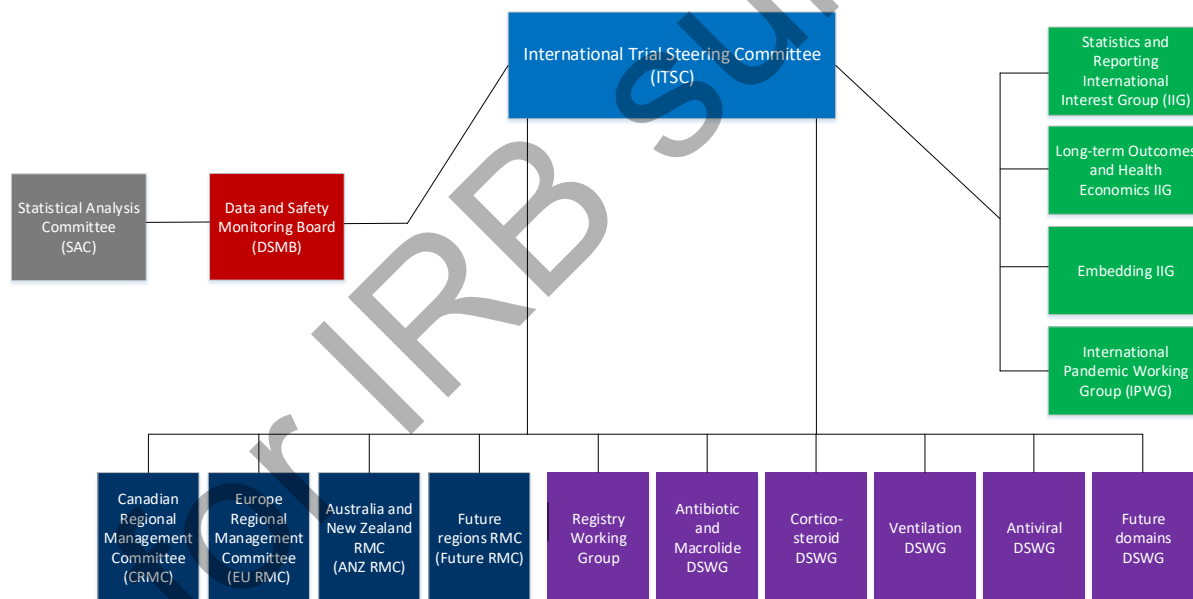 International Trial Steering Committee
(ITSC)
Statistics and
Reporting
International
Interest Group (IIG)
Long-term Outcomes
and Health
Economics IIG
Embedding IIG
International
Pandemic Working
Group (IPWG)
Statistical Analysis
Committee
(SAC)
Data and Safety
Monitoring Board
(DSMB)
Canadian
Regional
Management
Committee
(CRMC)
Europe
Regional
Management
Committee
(EU RMC)
Australia and
New Zealand
RMC
(ANZ RMC)
Future
regions RMC
(Future RMC)
Registry
Working
Group
Antibiotic
and
Macrolide
DSWG
Cortico-
steroid
DSWG
Ventilation
DSWG
Antiviral
DSWG
Future
domains
DSWG
for IRB